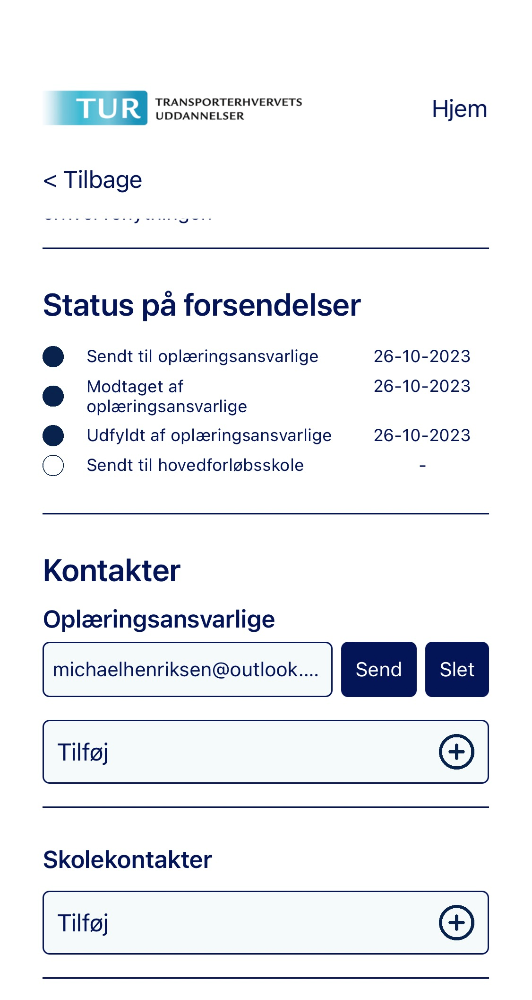 TUR
TRANSPORTERHVERVETS
UDDANNELSER
Hjem
< Tilbage
Status på forsendelser
Sendt til oplæringsansvarlige 26-10-2023
Modtaget af 26-10-2023
oplæringsansvarlige
Udfyldt af oplæringsansvarlige 26-10-2023
Sendt til hovedforløbsskole -
Kontakter
Oplæringsansvarlige
michaelhenriksen@outlook....
Send
Slet
Tilføj
Skolekontakter
Tilføj